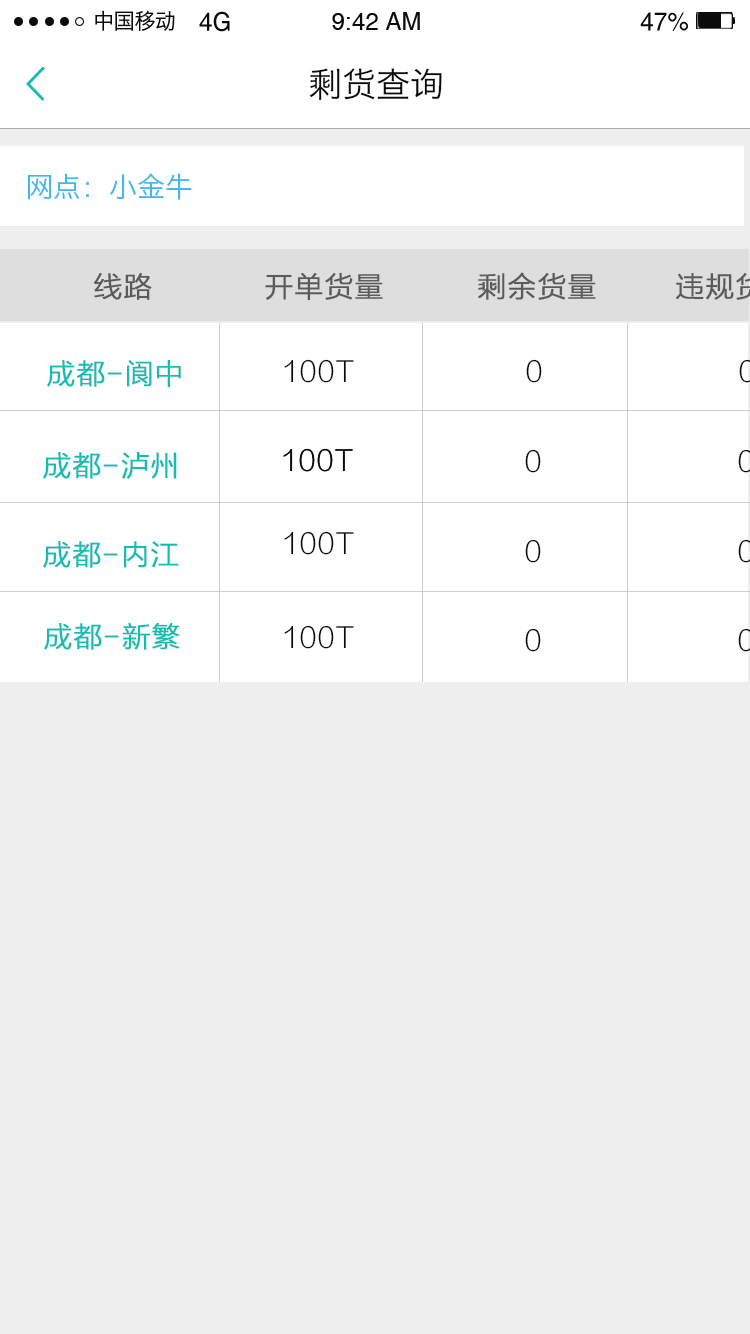 中国移动 4G 9:42 AM 47%
剩货查询
网点：小金牛
线路 开单货量 剩余货量 违规货
成都-阆中 100T 0 0
成都-泸州 100T 0 0
成都-内江 100T 0 0
成都-新繁 100T 0 0